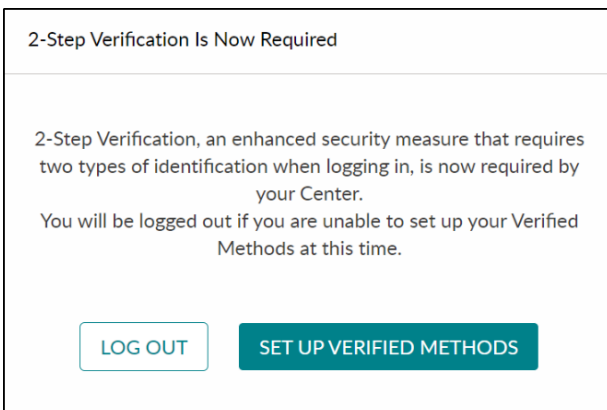 2-Step Verification Is Now Required
2-Step Verification, an enhanced security measure that requires
two types of identification when logging in, is now required by
your Center.
You will be logged out if you are unable to set up your Verified
Methods at this time.
LOG OUT
SET UP VERIFIED METHODS